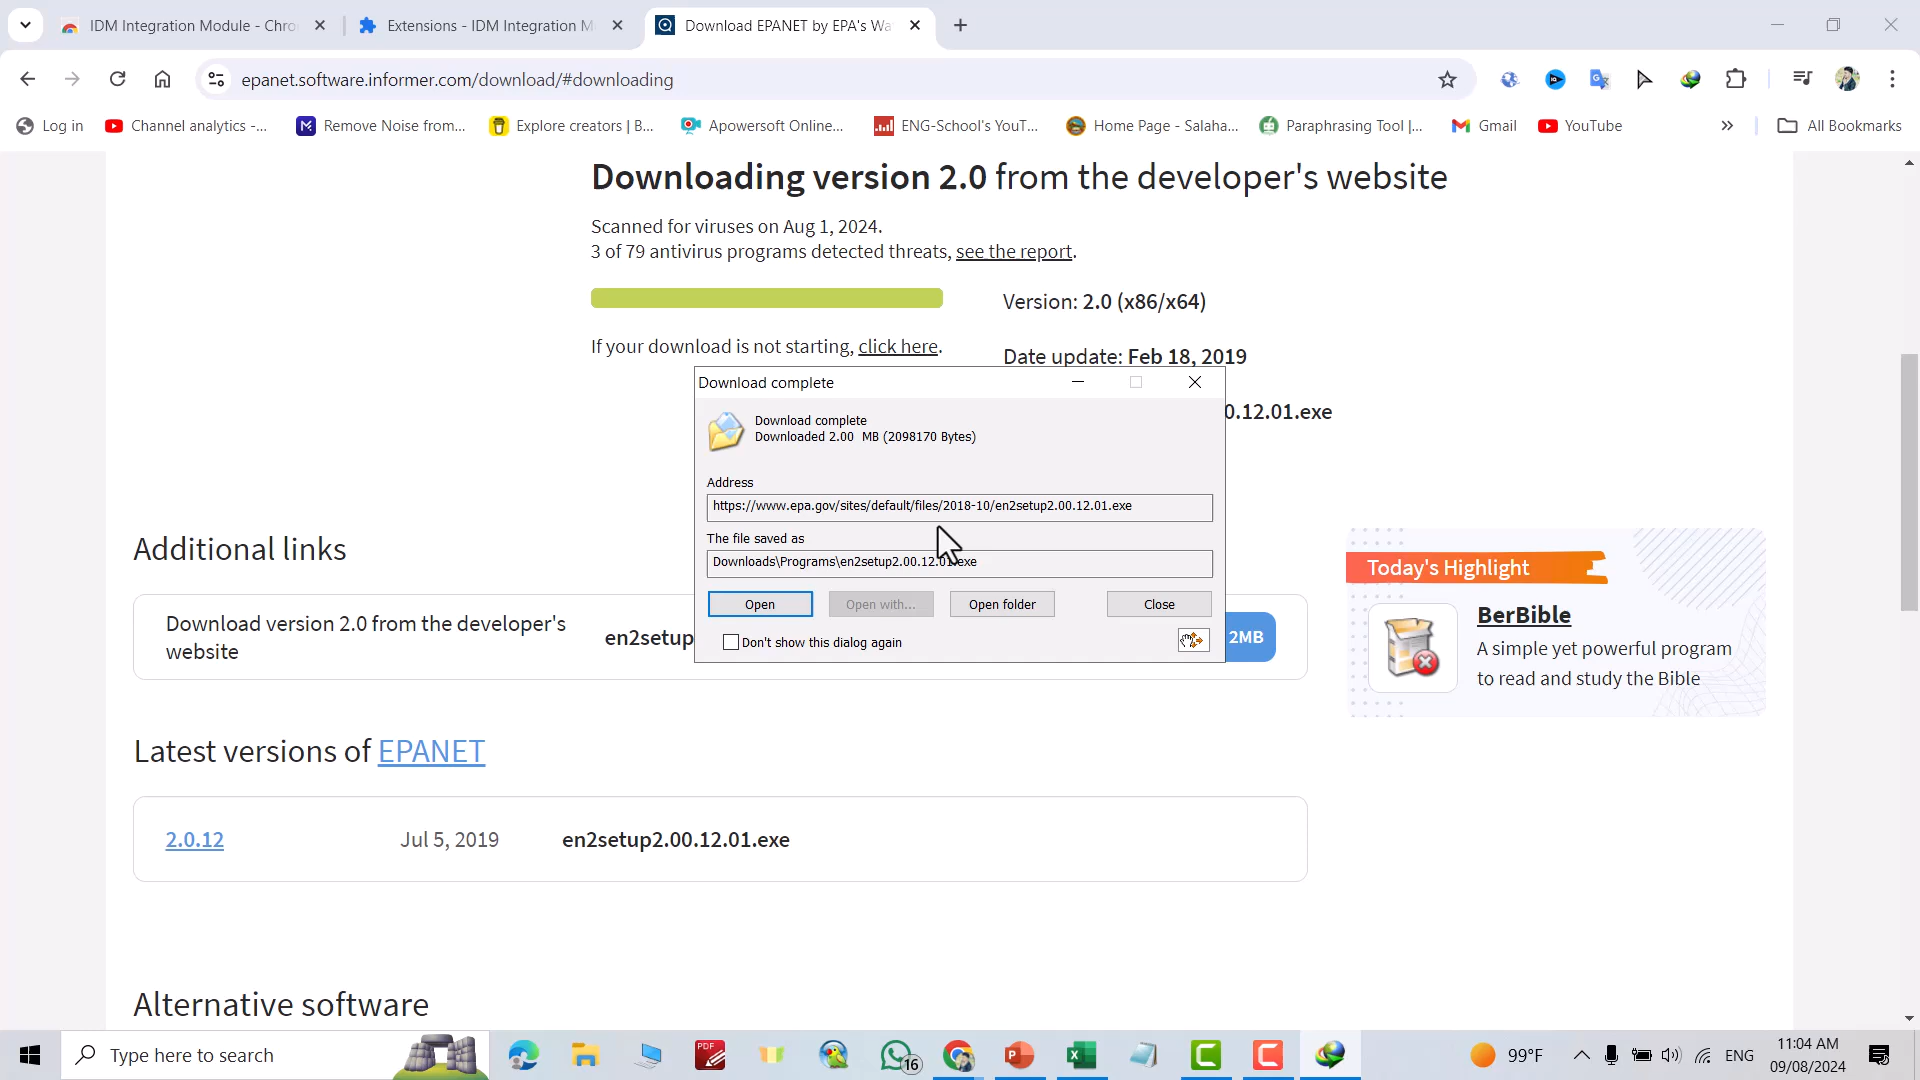 IDM Integration Module - Chro
Extensions - IDM Integration M
Download EPANET by EPA's Wa
epanet.software.informer.com/download/#downloading
Log in
Channel analytics -...
Remove Noise from...
Explore creators | B...
Apowersoft Online...
ENG-School's YouT...
Home Page - Salaha...
Paraphrasing Tool |...
Gmail
YouTube
All Bookmarks
Downloading version 2.0 from the developer's website
Scanned for viruses on Aug 1, 2024.
3 of 79 antivirus programs detected threats, see the report.
Version: 2.0 (x86/x64)
If your download is not starting, click here.
Date update: Feb 18, 2019
0.12.01.exe
Download complete
Download complete
Downloaded 2.00 MB (2098170 Bytes)
Address
https://www.epa.gov/sites/default/files/2018-10/en2setup2.00.12.01.exe
The file saved as
Downloads\Programs\en2setup2.00.12.01.exe
Open
Open with...
Open folder
Close
Don't show this dialog again
Additional links
Download version 2.0 from the developer's
website
en2setup
2MB
Today's Highlight
BerBible
A simple yet powerful program
to read and study the Bible
Latest versions of EPANET
2.0.12
Jul 5, 2019
en2setup2.00.12.01.exe
Alternative software
Type here to search
PDF
16
99°F
ENG
11:04 AM
09/08/2024